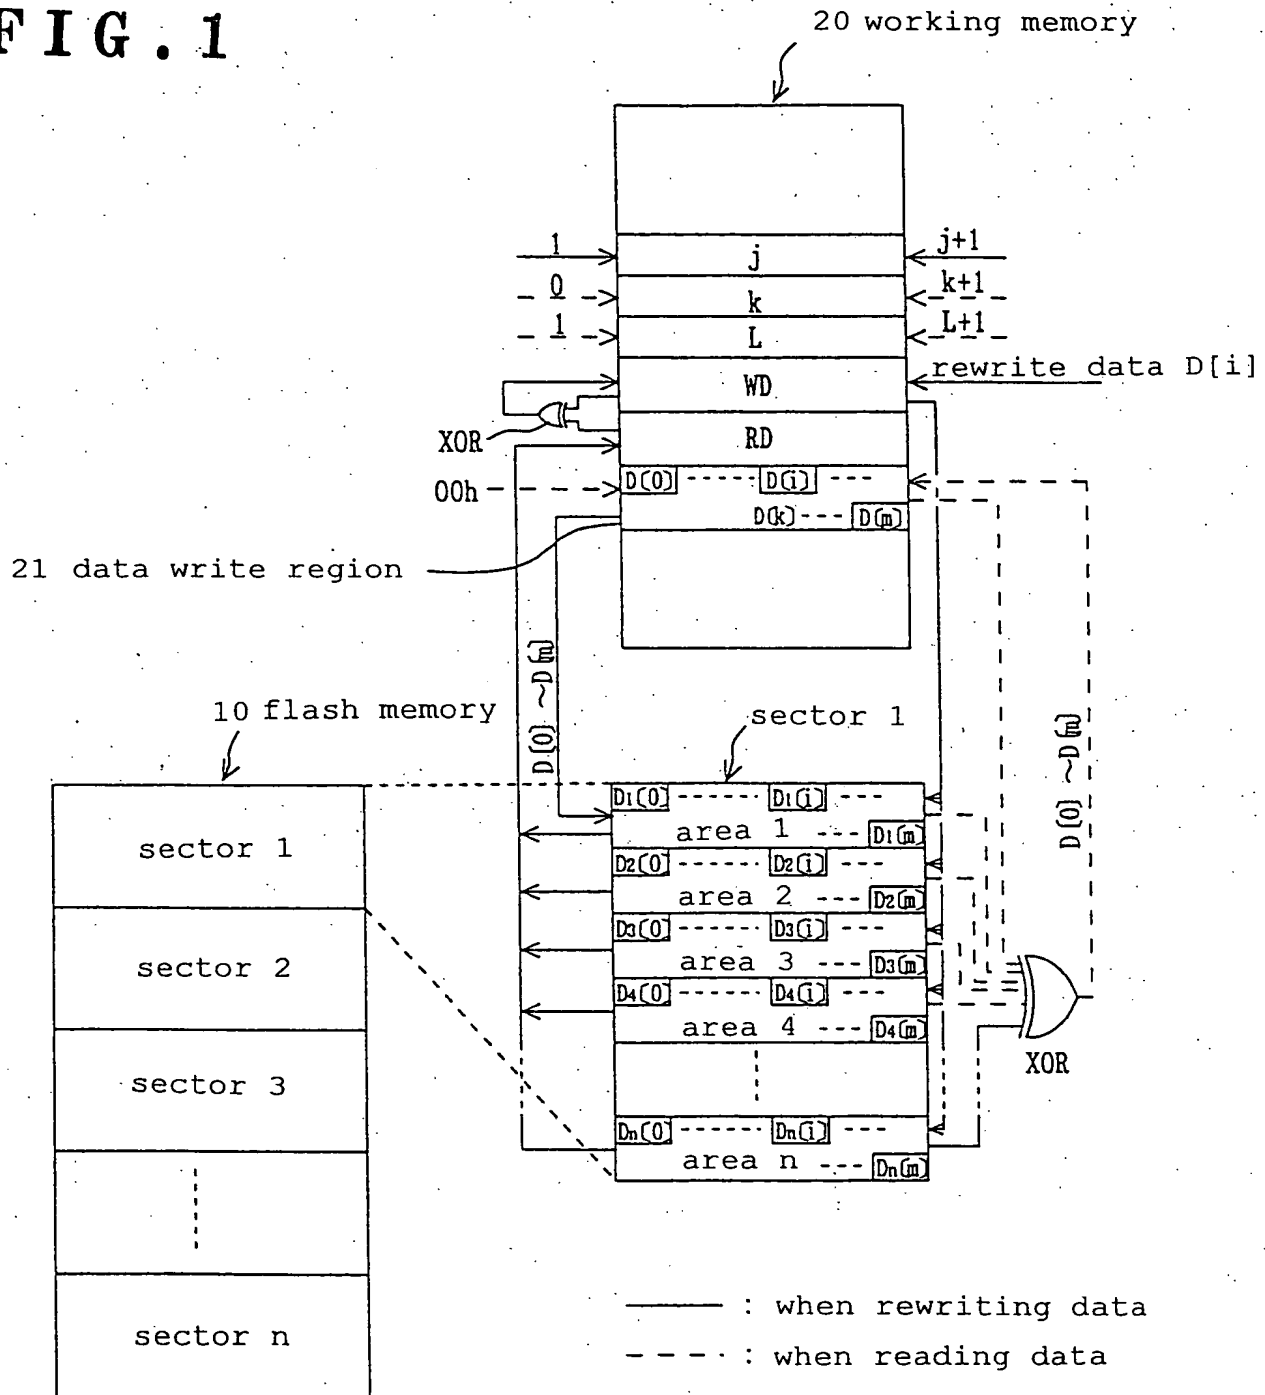 FIG.1
20 working memory
1 j j+1
0 k k+1
1 L L+1
WD rewrite data D[i]
XOR RD
00h D(0) D(i)
D(k) D(m)
21 data write region
D(0) ~D(m)
10 flash memory
sector 1
D(0) ~D(m)
D1(0) D1(i)
area 1 D1(m)
D2(0) D2(i)
area 2 D2(m)
D3(0) D3(i)
area 3 D3(m)
D4(0) D4(i)
area 4 D4(m)
XOR
Dn(0) Dn(i)
area n Dn(m)
sector 1
sector 2
sector 3
sector n
: when rewriting data
: when reading data